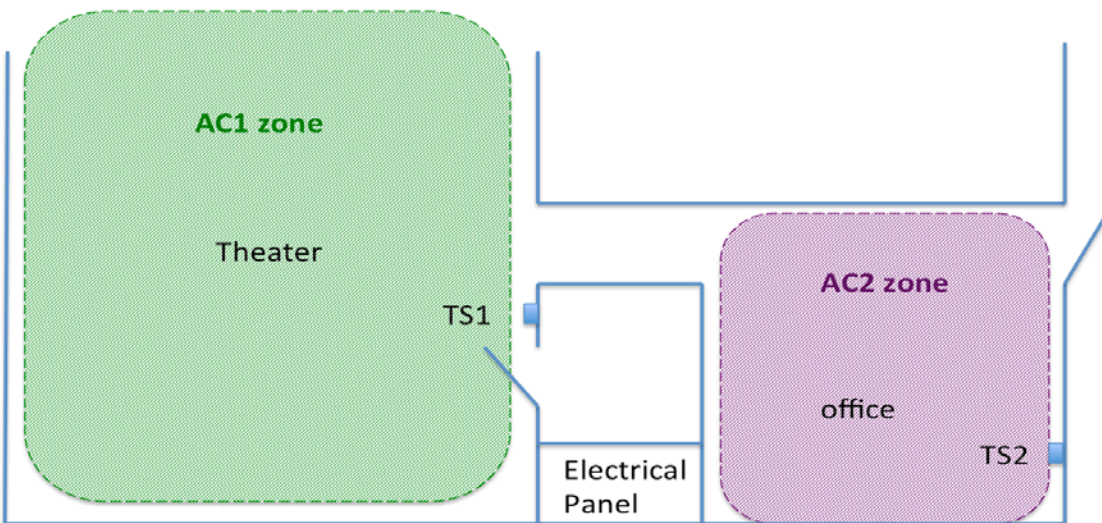 AC1 zone
Theater
TS1
AC2 zone
office
TS2
Electrical
Panel